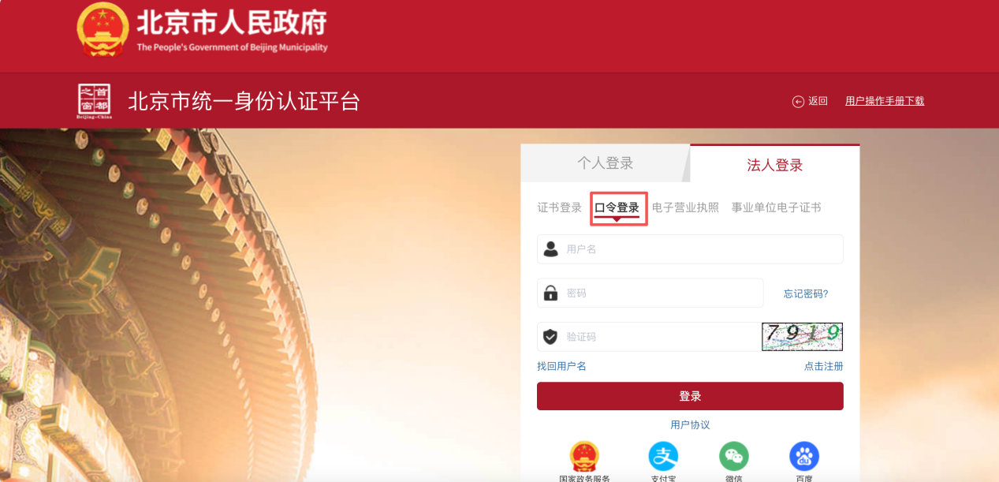 北京市人民政府
The People's Government of Beijing Municipality
首都之窗
Beijing-China
北京市统一身份认证平台
返回 用户操作手册下载
个人登录 法人登录
证书登录 口令登录 电子营业执照 事业单位电子证书
用户名
密码 忘记密码?
验证码 7919
找回用户名 点击注册
登录
用户协议
国家政务服务 支付宝 微信 百度